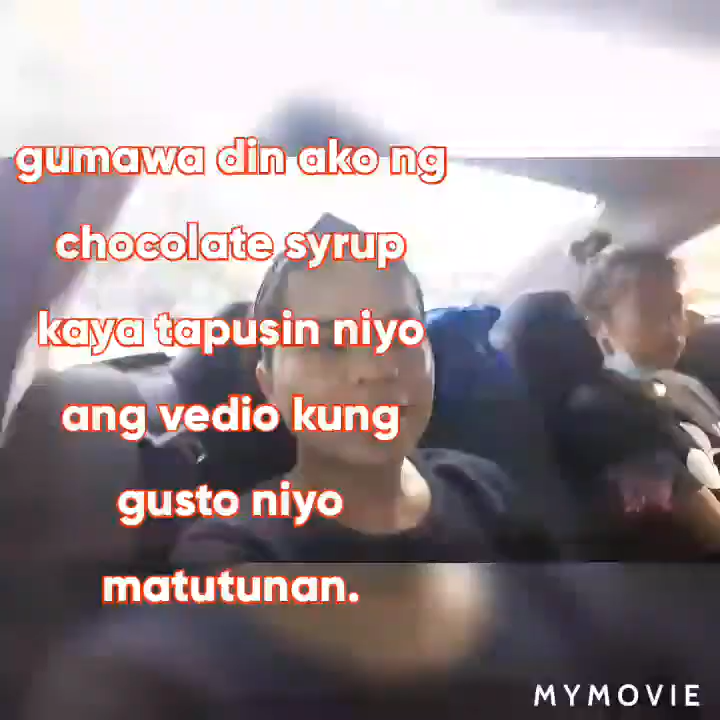 gumawa din ako ng
chocolate syrup
kaya tapusin niyo
ang vedio kung
gusto niyo
matutunan.
MYMOVIE